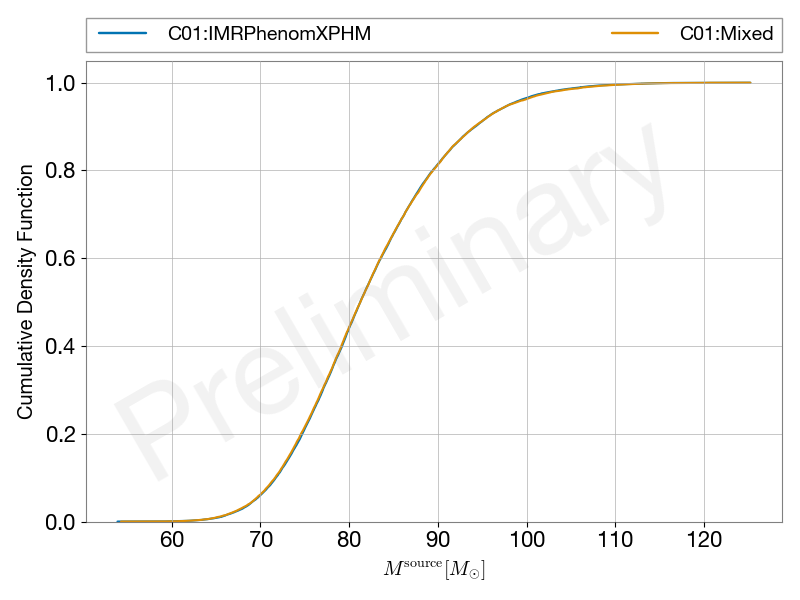 C01:IMRPhenomXPHM C01:Mixed
1.0
0.8
0.6
0.4
0.2
0.0
Cumulative Density Function
Preliminary
60 70 80 90 100 110 120
M^source [M_⊙]